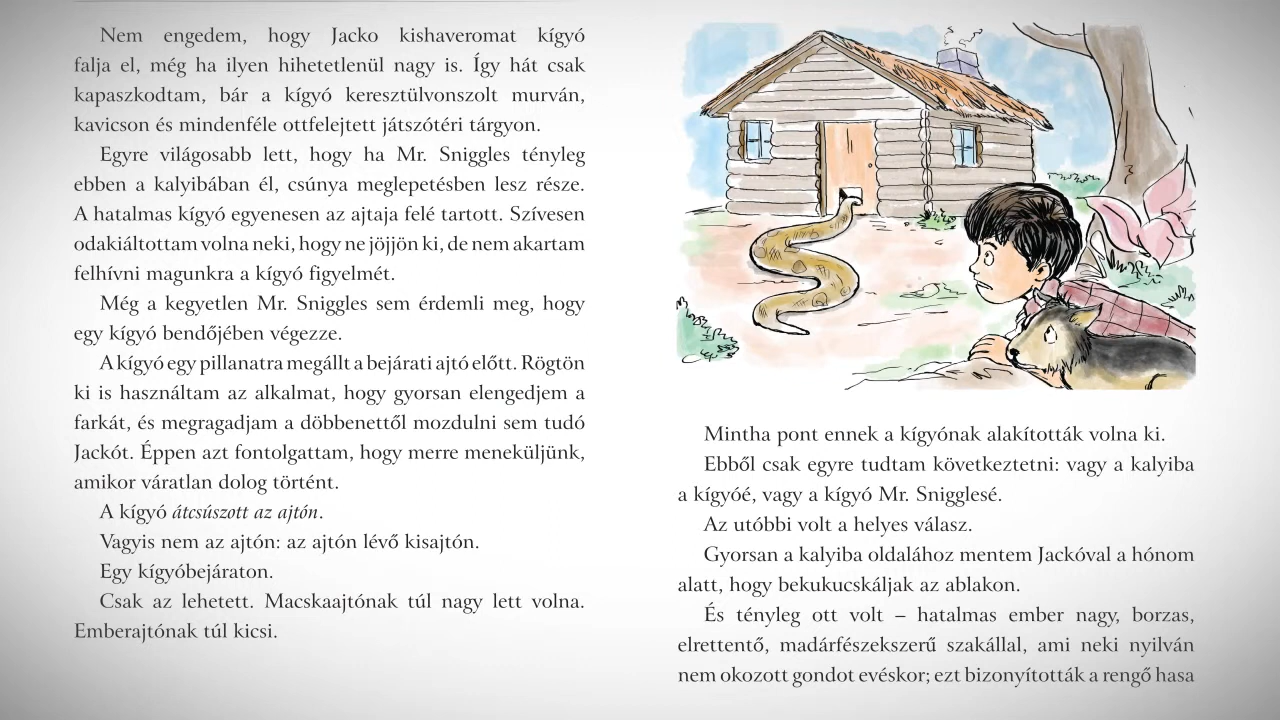 Nem engedem, hogy Jacko kishaveromat kígyó
falja el, még ha ilyen hihetetlenül nagy is. Így hát csak
kapaszkodtam, bár a kígyó keresztülvonszolt murván,
kavicson és mindenféle ottfelejtett játszótéri tárgyon.
Egyre világosabb lett, hogy ha Mr. Sniggles tényleg
ebben a kalyibában él, csúnya meglepetésben lesz része.
A hatalmas kígyó egyenesen az ajtaja felé tartott. Szívesen
odakiáltottam volna neki, hogy ne jöjjön ki, de nem akartam
felhívni magunkra a kígyó figyelmét.
Még a kegyetlen Mr. Sniggles sem érdemli meg, hogy
egy kígyó bendőjében végezze.
A kígyó egy pillanatra megállt a bejárati ajtó előtt. Rögtön
ki is használtam az alkalmat, hogy gyorsan elengedjem a
farkát, és megragadjam a döbbenettől mozdulni sem tudó
Jackót. Éppen azt fontolgattam, hogy merre meneküljünk,
amikor váratlan dolog történt.
A kígyó átcsúszott az ajtón.
Vagyis nem az ajtón: az ajtón lévő kisajtón.
Egy kígyóbejáraton.
Csak az lehetett. Macskaajtónak túl nagy lett volna.
Emberajtónak túl kicsi.
Mintha pont ennek a kígyónak alakították volna ki.
Ebből csak egyre tudtam következtetni: vagy a kalyiba
a kígyóé, vagy a kígyó Mr. Snigglesé.
Az utóbbi volt a helyes válasz.
Gyorsan a kalyiba oldalához mentem Jackóval a hónom
alatt, hogy bekukucskáljak az ablakon.
És tényleg ott volt – hatalmas ember nagy, borzas,
elrettentő, madárfészekszerű szakállal, ami neki nyilván
nem okozott gondot evéskor; ezt bizonyították a rengő hasa